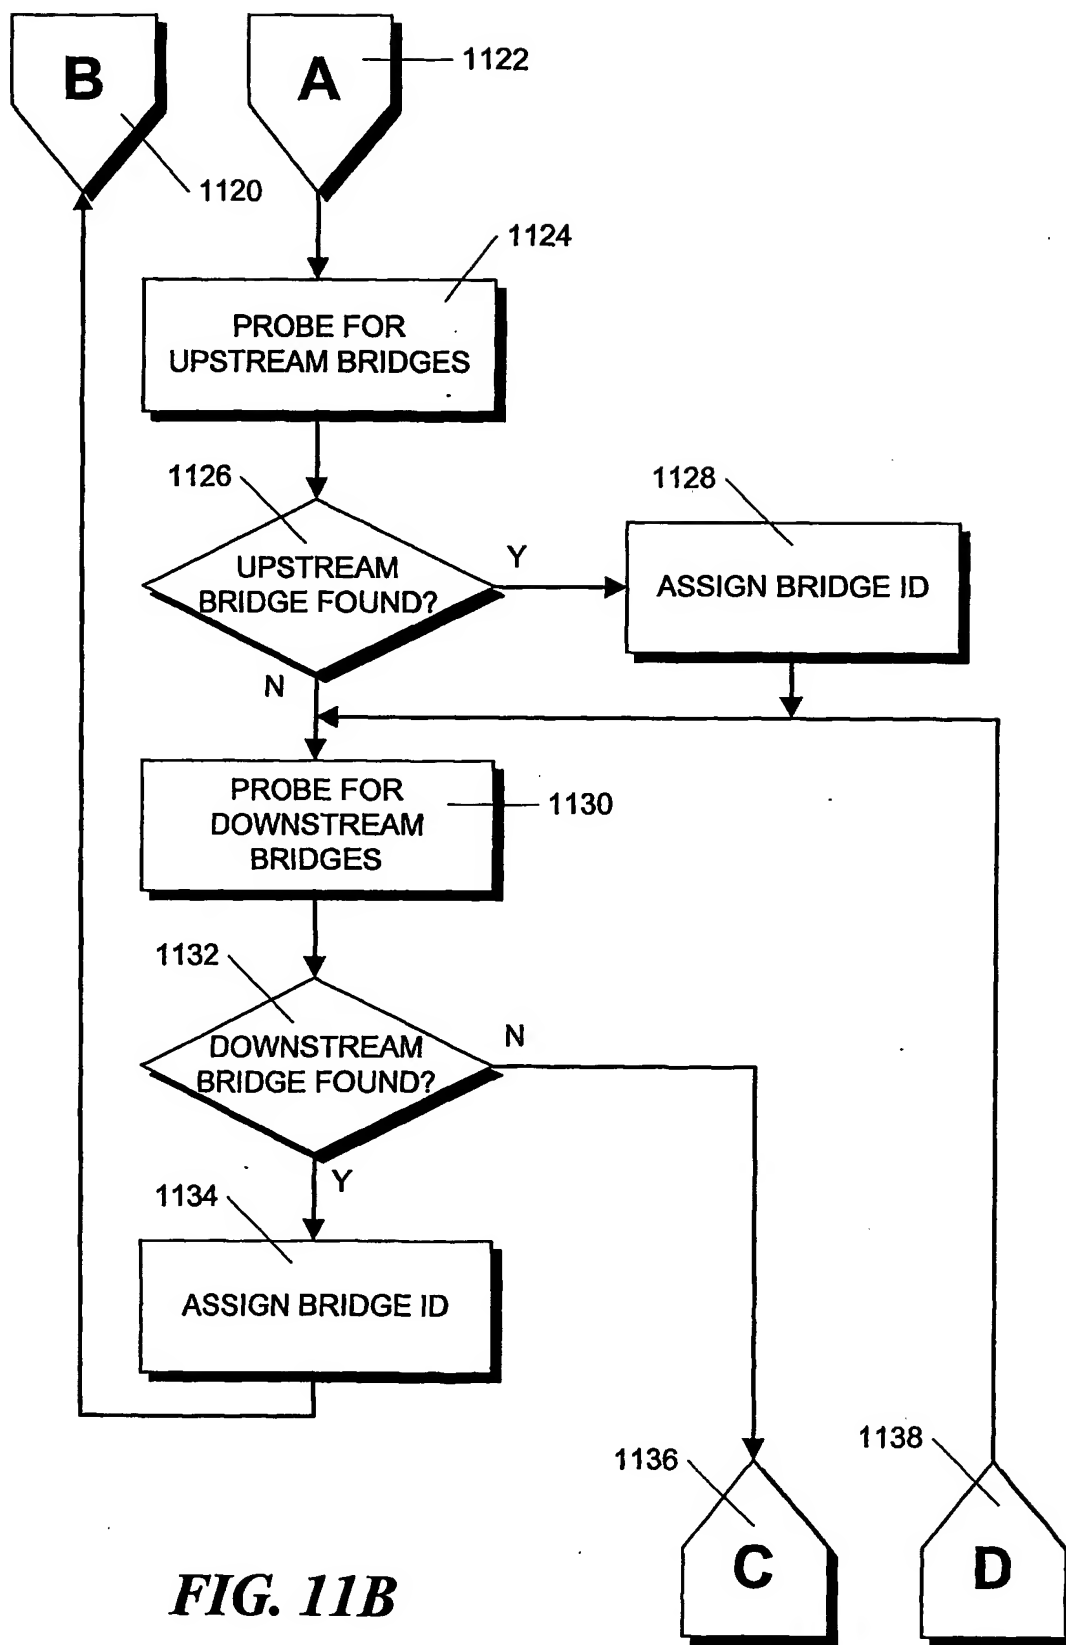 B
A
1122
1120
1124
PROBE FOR
UPSTREAM BRIDGES
1126
1128
UPSTREAM
BRIDGE FOUND?
Y
ASSIGN BRIDGE ID
N
PROBE FOR
DOWNSTREAM
BRIDGES
1130
1132
DOWNSTREAM
BRIDGE FOUND?
N
Y
1134
ASSIGN BRIDGE ID
1136
1138
C
D
FIG. 11B